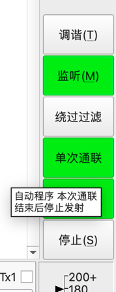 调谐(T)
监听(M)
绕过过滤
单次通联
自动程序 本次通联
结束后停止发射
停止(S)
Tx1
200+
180